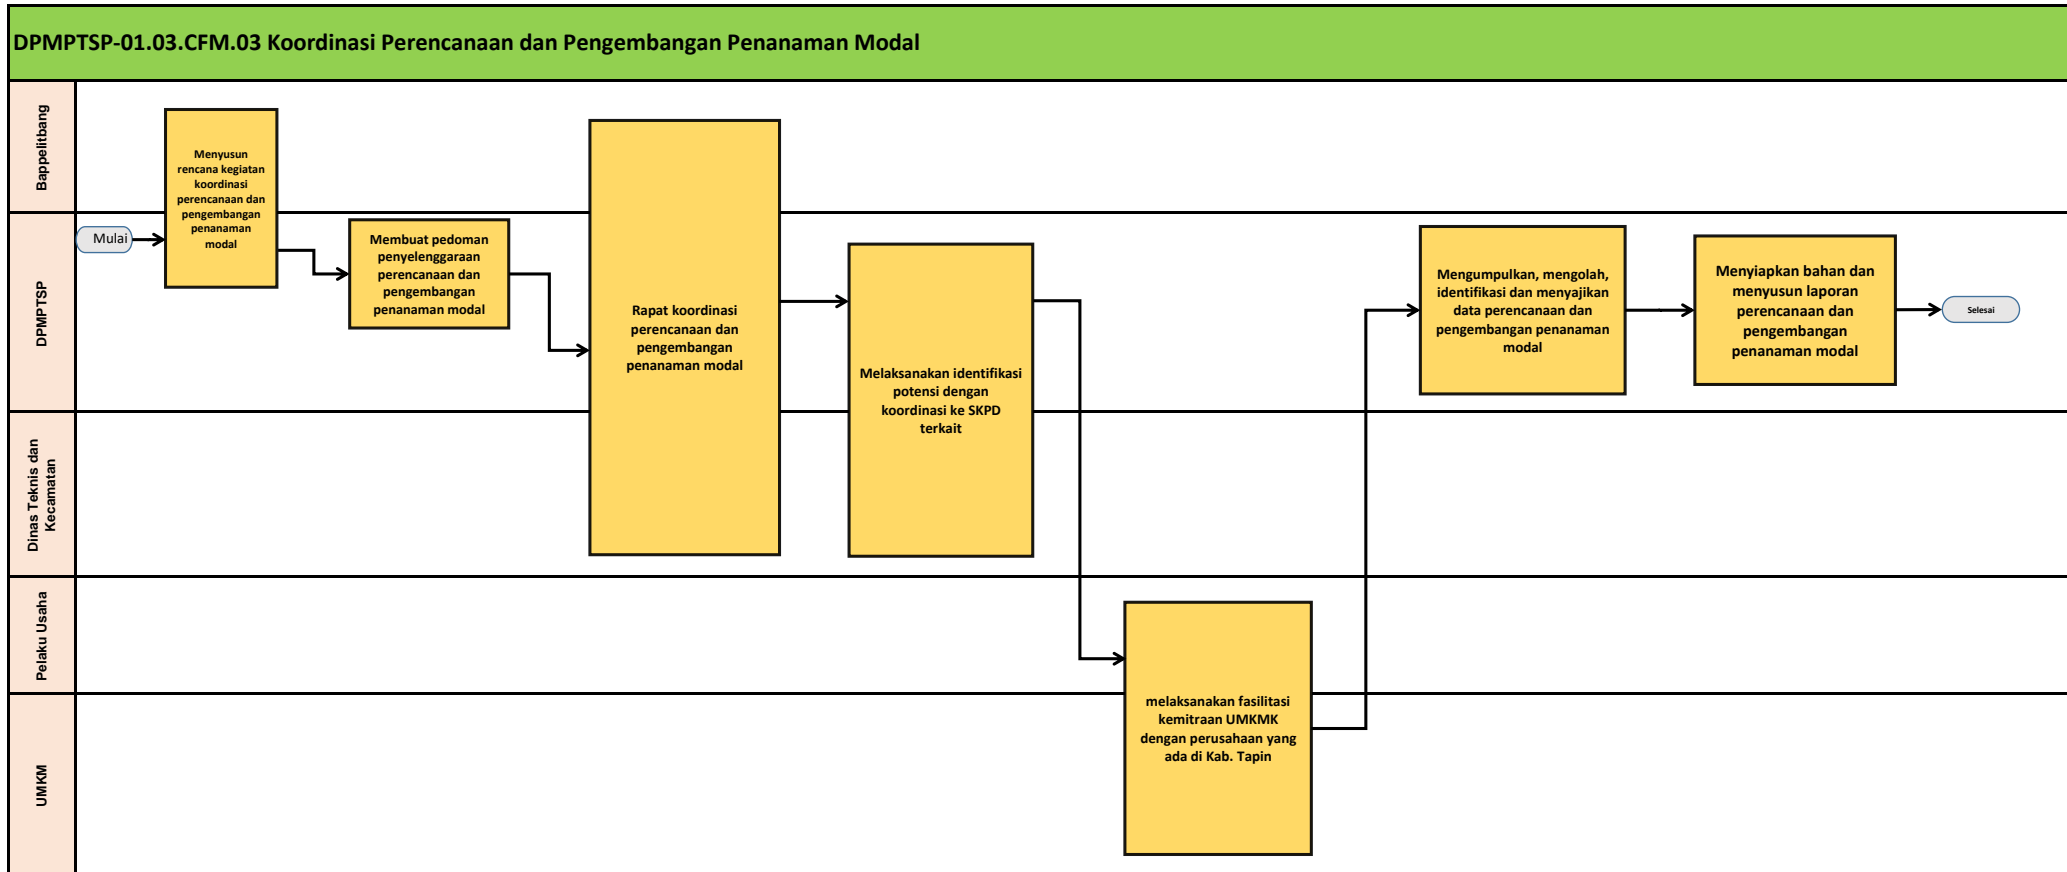 DPMPTSP-01.03.CFM.03 Koordinasi Perencanaan dan Pengembangan Penanaman Modal
Bappelitbang
Menyusun
rencana kegiatan
koordinasi
perencanaan dan
pengembangan
penanaman
modal
DPMPTSP
Mulai
Membuat pedoman
penyelenggaraan
perencanaan dan
pengembangan
penanaman modal
Rapat koordinasi
perencanaan dan
pengembangan
penanaman modal
Melaksanakan identifikasi
potensi dengan
koordinasi ke SKPD
terkait
Mengumpulkan, mengolah,
identifikasi dan menyajikan
data perencanaan dan
pengembangan penanaman
modal
Menyiapkan bahan dan
menyusun laporan
perencanaan dan
pengembangan
penanaman modal
Selesai
Dinas Teknis dan
Kecamatan
Pelaku Usaha
melaksanakan fasilitasi
kemitraan UMKMK
dengan perusahaan yang
ada di Kab. Tapin
UMKM